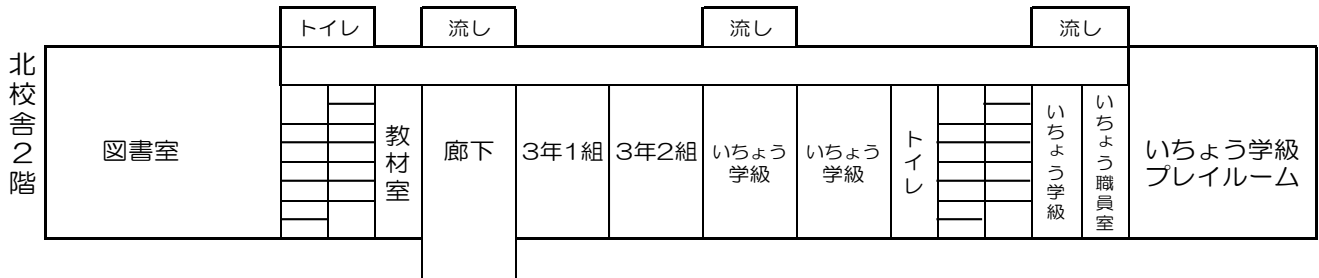 トイレ
流し
流し
流し
北校舎2階
図書室
教材室
廊下
3年1組
3年2組
いちょう
学級
いちょう
学級
トイレ
いちょう学級
いちょう職員室
いちょう学級
プレイルーム